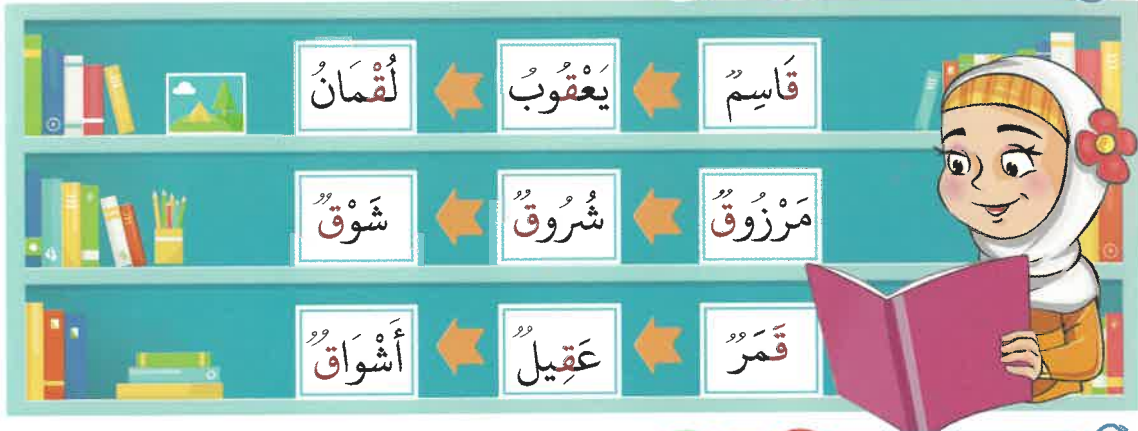 قَاسِمٌ يَعْقُوبُ لُقْمَانُ
مَرْزُوقٌ شُرُوقٌ شَوْقٌ
قَمَرٌ عَقِيلٌ أَشْوَاقٌ